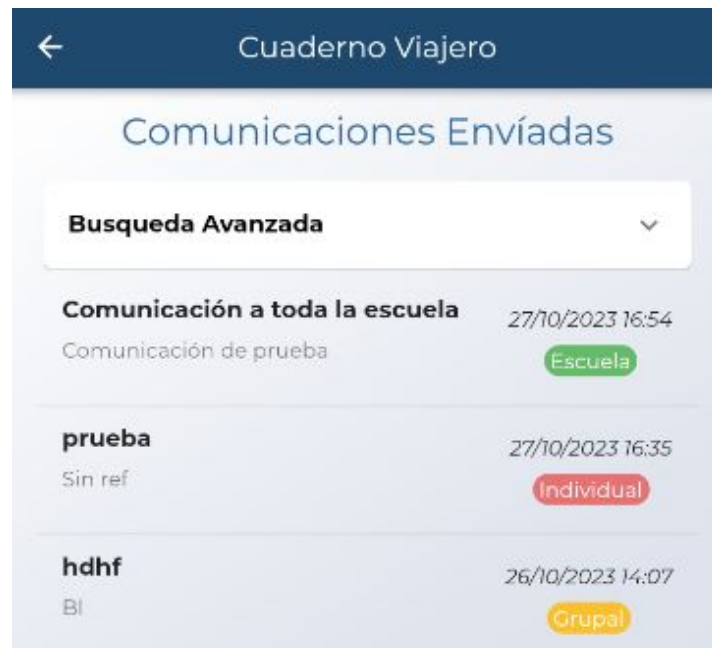 Cuaderno Viajero
Comunicaciones Envíadas
Busqueda Avanzada
Comunicación a toda la escuela
27/10/2023 16:54
Comunicación de prueba
Escuela
prueba
27/10/2023 16:35
Sin ref
Individual
hdhf
26/10/2023 14:07
Bl
Grupal